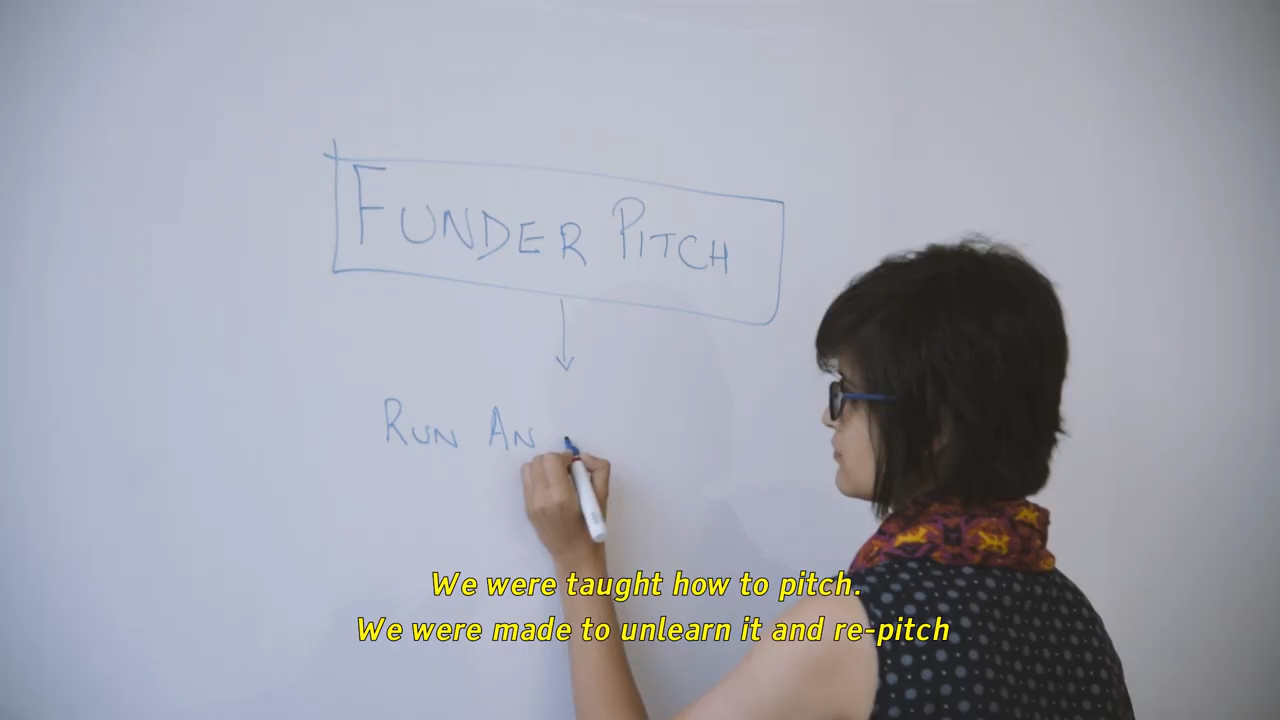 FUNDER PITCH
RUN AN
We were taught how to pitch.
We were made to unlearn it and re-pitch